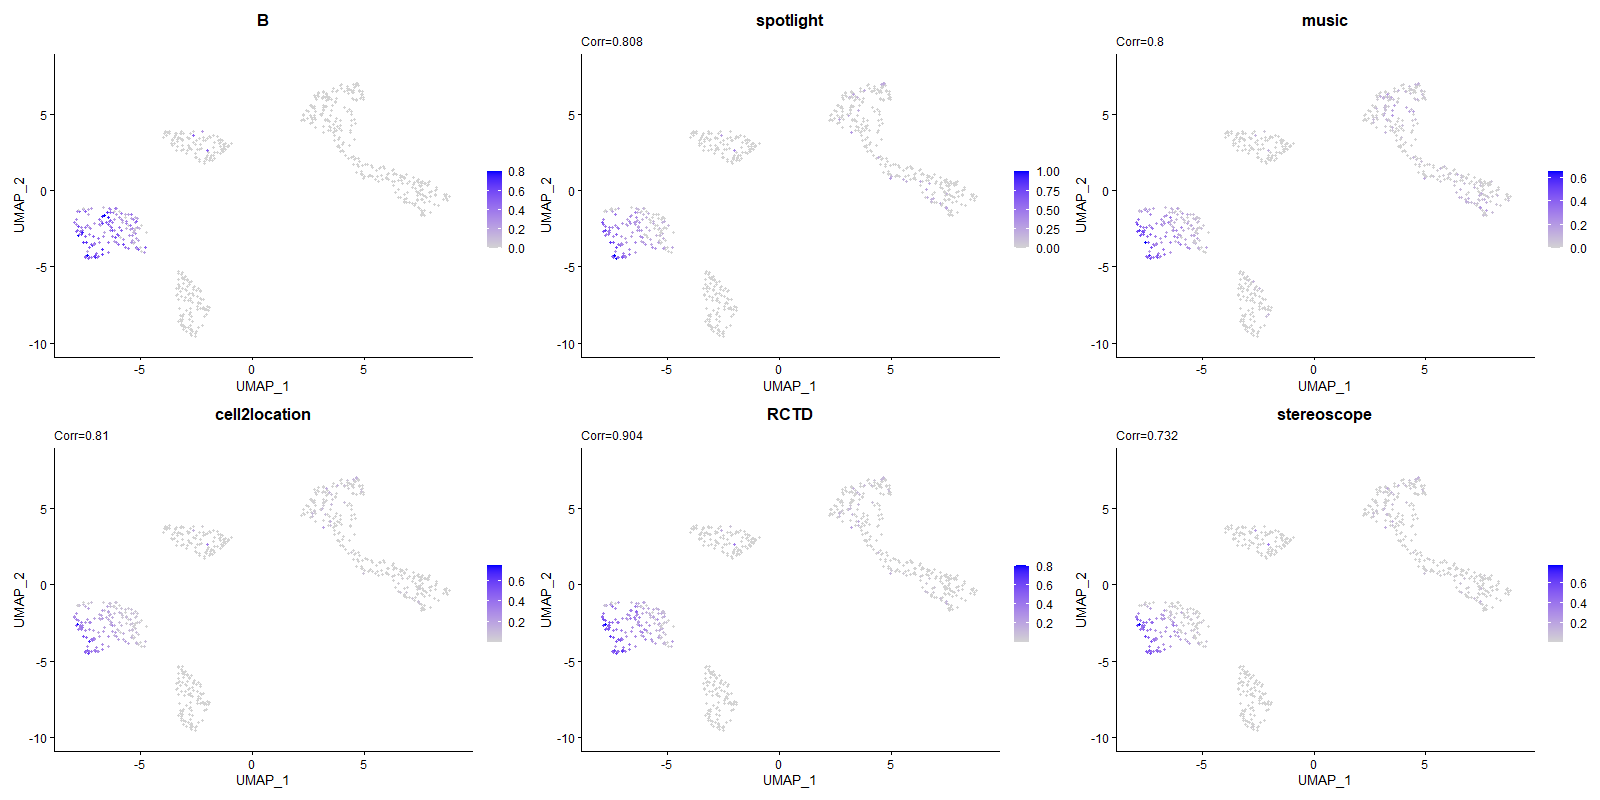 B
UMAP_2
5
0
-5
-10
-5
0
5
UMAP_1
0.8
0.6
0.4
0.2
0.0
spotlight
Corr=0.808
UMAP_2
5
0
-5
-10
-5
0
5
UMAP_1
1.00
0.75
0.50
0.25
0.00
music
Corr=0.8
UMAP_2
5
0
-5
-10
-5
0
5
UMAP_1
0.6
0.4
0.2
0.0
cell2location
Corr=0.81
UMAP_2
5
0
-5
-10
-5
0
5
UMAP_1
0.6
0.4
0.2
RCTD
Corr=0.904
UMAP_2
5
0
-5
-10
-5
0
5
UMAP_1
0.8
0.6
0.4
0.2
stereoscope
Corr=0.732
UMAP_2
5
0
-5
-10
-5
0
5
UMAP_1
0.6
0.4
0.2